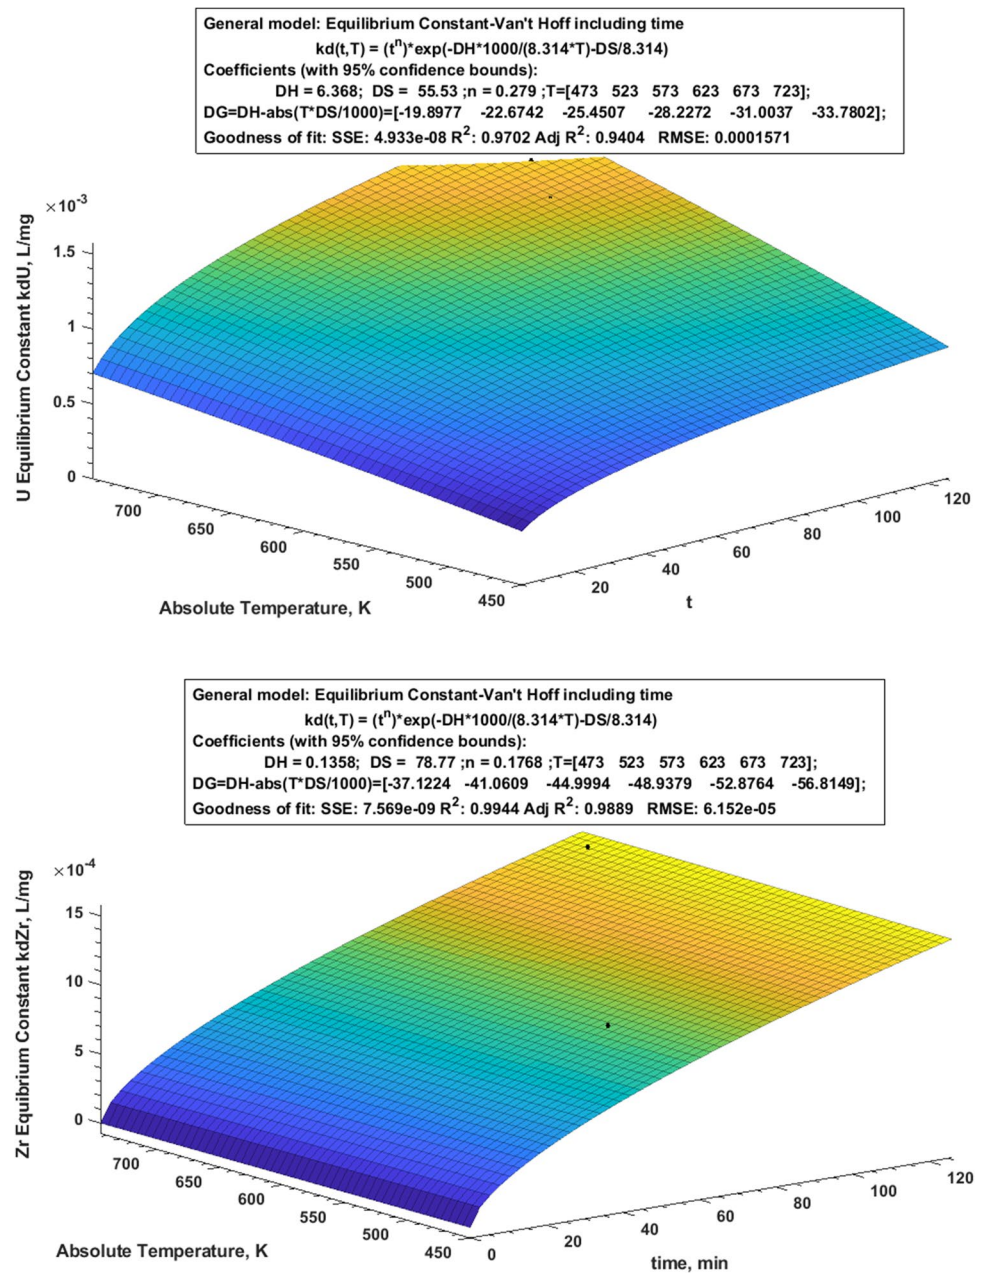 General model: Equilibrium Constant-Van't Hoff including time
kd(t,T) = (t^n)*exp(-DH*1000/(8.314*T)-DS/8.314)
Coefficients (with 95% confidence bounds):
DH = 6.368; DS = 55.53 ;n = 0.279 ;T=[473 523 573 623 673 723];
DG=DH-abs(T*DS/1000)=[-19.8977 -22.6742 -25.4507 -28.2272 -31.0037 -33.7802];
Goodness of fit: SSE: 4.933e-08 R^2: 0.9702 Adj R^2: 0.9404 RMSE: 0.0001571
×10^-3
U Equilibrium Constant kdU, L/mg
1.5
1
0.5
0
700
650
600
550
500
450
Absolute Temperature, K
20
40
60
80
100
120
t
General model: Equilibrium Constant-Van't Hoff including time
kd(t,T) = (t^n)*exp(-DH*1000/(8.314*T)-DS/8.314)
Coefficients (with 95% confidence bounds):
DH = 0.1358; DS = 78.77 ;n = 0.1768 ;T=[473 523 573 623 673 723];
DG=DH-abs(T*DS/1000)=[-37.1224 -41.0609 -44.9994 -48.9379 -52.8764 -56.8149];
Goodness of fit: SSE: 7.569e-09 R^2: 0.9944 Adj R^2: 0.9889 RMSE: 6.152e-05
×10^-4
Zr Equibrium Constant kdZr, L/mg
15
10
5
0
700
650
600
550
500
450
Absolute Temperature, K
0
20
40
60
80
100
120
time, min